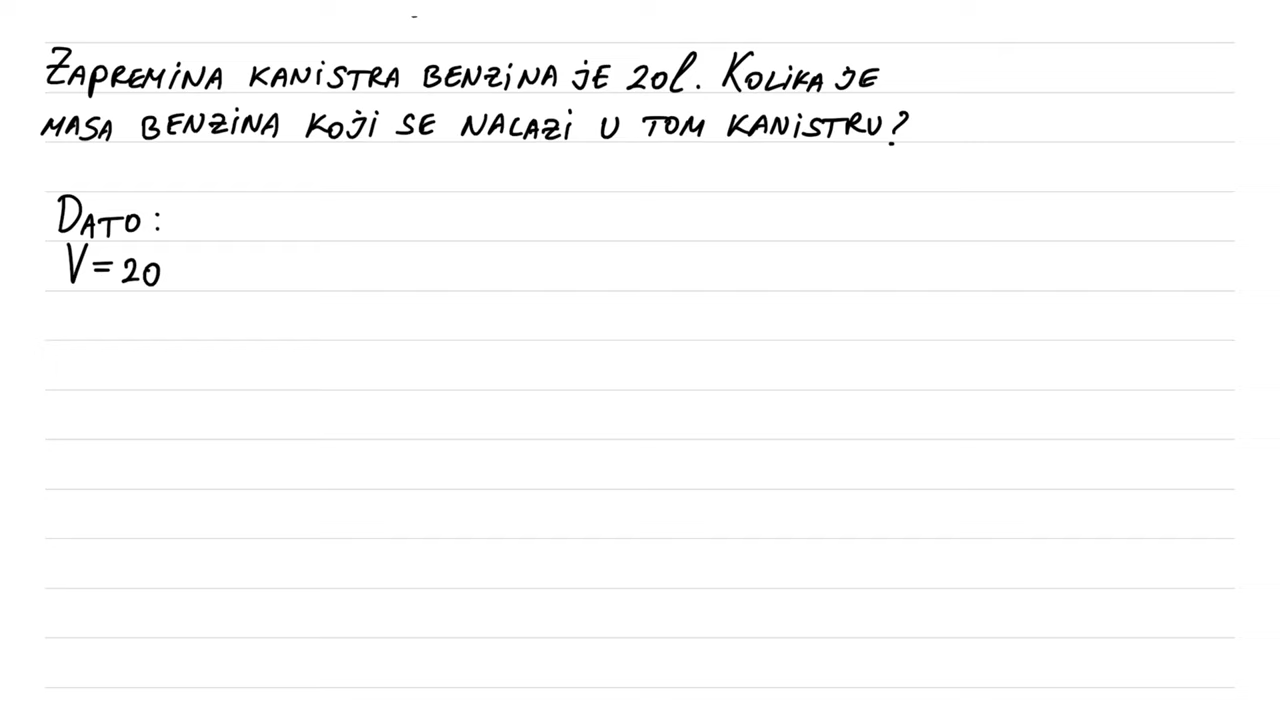 Zapremina kanistra benzina je 20l. Kolika je
masa benzina koji se nalazi u tom kanistru?
Dato:
V=20